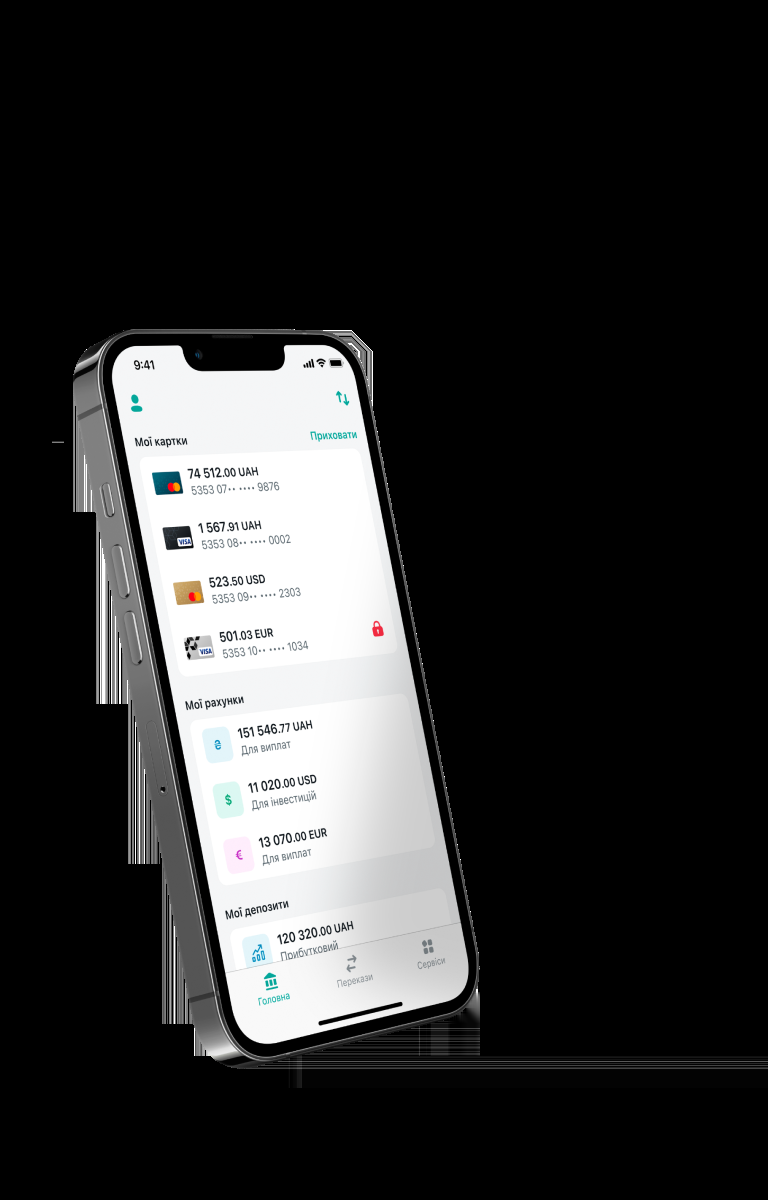 9:41
Мої картки
Приховати
74 512.00 UAH
5353 07•• •••• 9876
1 567.91 UAH
VISA
5353 08•• •••• 0002
523.50 USD
5353 09•• •••• 2303
501.03 EUR
VISA
5353 10•• •••• 1034
Мої рахунки
₴
151 546.77 UAH
Для виплат
$
11 020.00 USD
Для інвестицій
€
13 070.00 EUR
Для виплат
Мої депозити
120 320.00 UAH
Прибутковий
Головна
Перекази
Сервіси